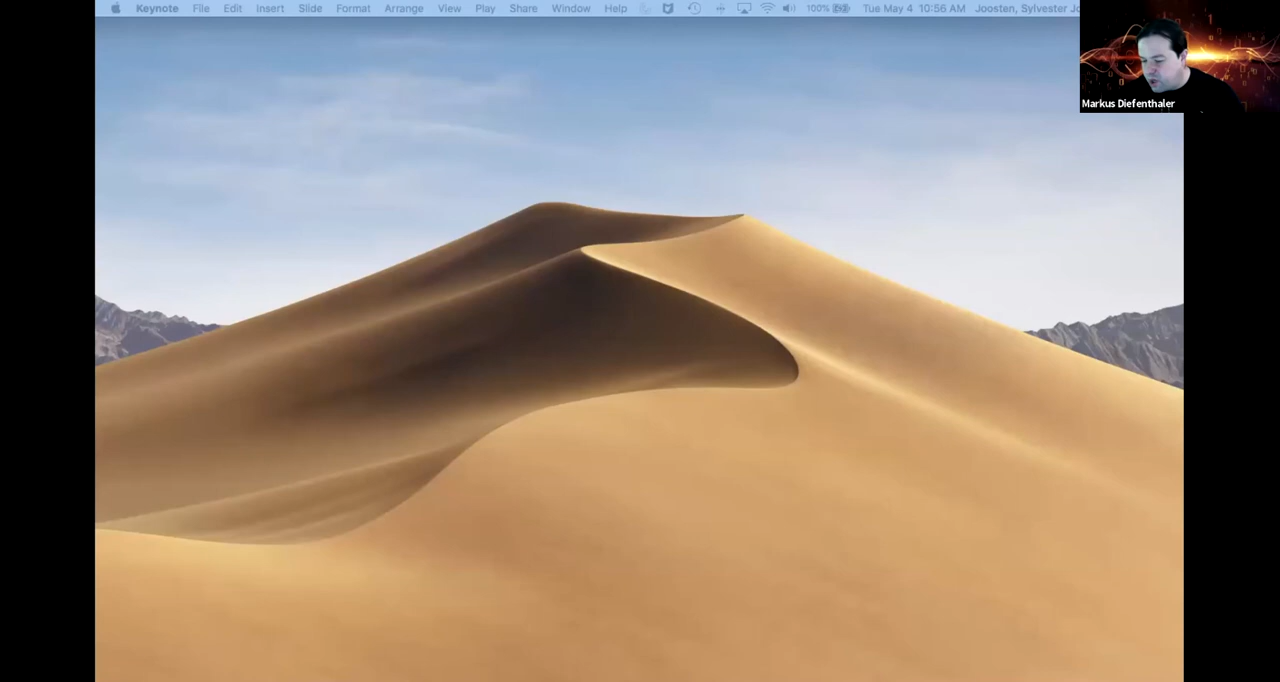 Keynote File Edit Insert Slide Format Arrange View Play Share Window Help 100% Tue May 4 10:56 AM Joosten, Sylvester
Markus Diefenthaler